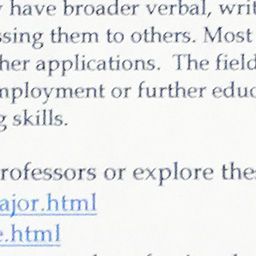 have broader verbal, writ
ssing them to others. Most
her applications. The field
mployment or further educ
g skills.
rofessors or explore thes
ajor.html
e.html